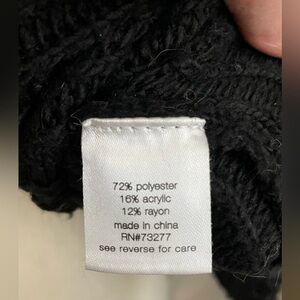 72% polyester
16% acrylic
12% rayon
made in china
RN#73277
see reverse for care